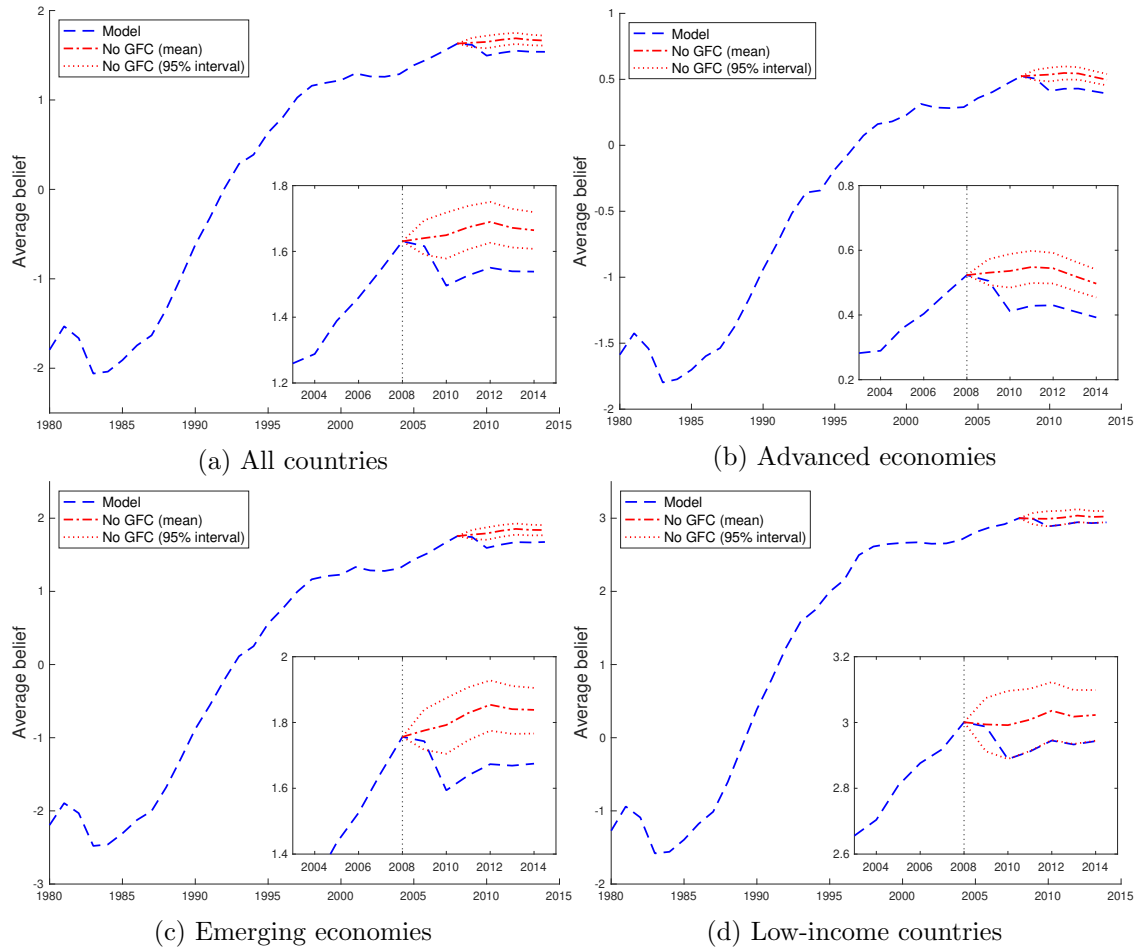 Model
No GFC (mean)
No GFC (95% interval)
Average belief
2
1
0
-1
-2
1980 1985 1990 1995 2000 2005 2010 2015
1.8
1.6
1.4
1.2
2004 2006 2008 2010 2012 2014
(a) All countries
Model
No GFC (mean)
No GFC (95% interval)
Average belief
1
0.5
0
-0.5
-1
-1.5
-2
1980 1985 1990 1995 2000 2005 2010 2015
0.8
0.6
0.4
0.2
2004 2006 2008 2010 2012 2014
(b) Advanced economies
Model
No GFC (mean)
No GFC (95% interval)
Average belief
2
1
0
-1
-2
-3
1980 1985 1990 1995 2000 2005 2010 2015
2
1.8
1.6
1.4
2004 2006 2008 2010 2012 2014
(c) Emerging economies
Model
No GFC (mean)
No GFC (95% interval)
Average belief
3
2
1
0
-1
-2
1980 1985 1990 1995 2000 2005 2010 2015
3.2
3
2.8
2.6
2004 2006 2008 2010 2012 2014
(d) Low-income countries